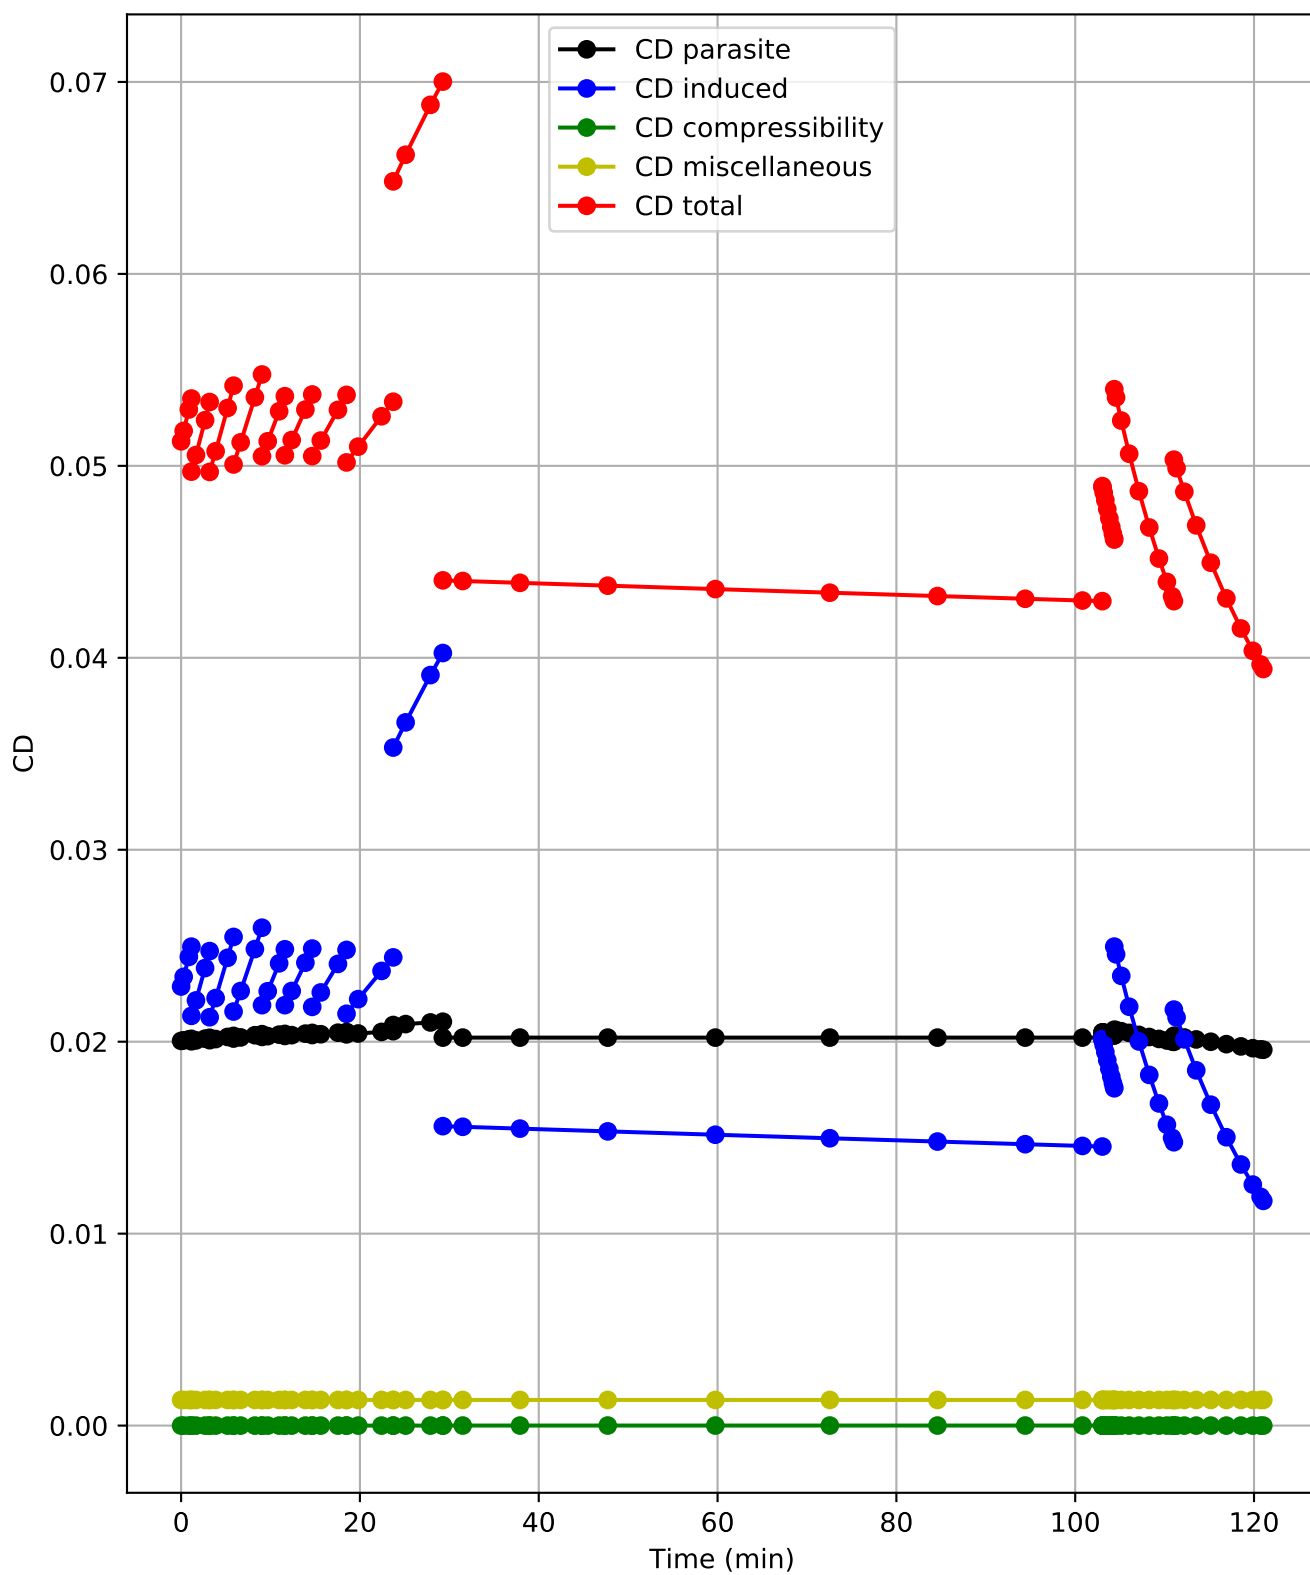 CD parasite
CD induced
CD compressibility
CD miscellaneous
CD total
0.07
0.06
0.05
0.04
0.03
0.02
0.01
0.00
CD
0 20 40 60 80 100 120
Time (min)